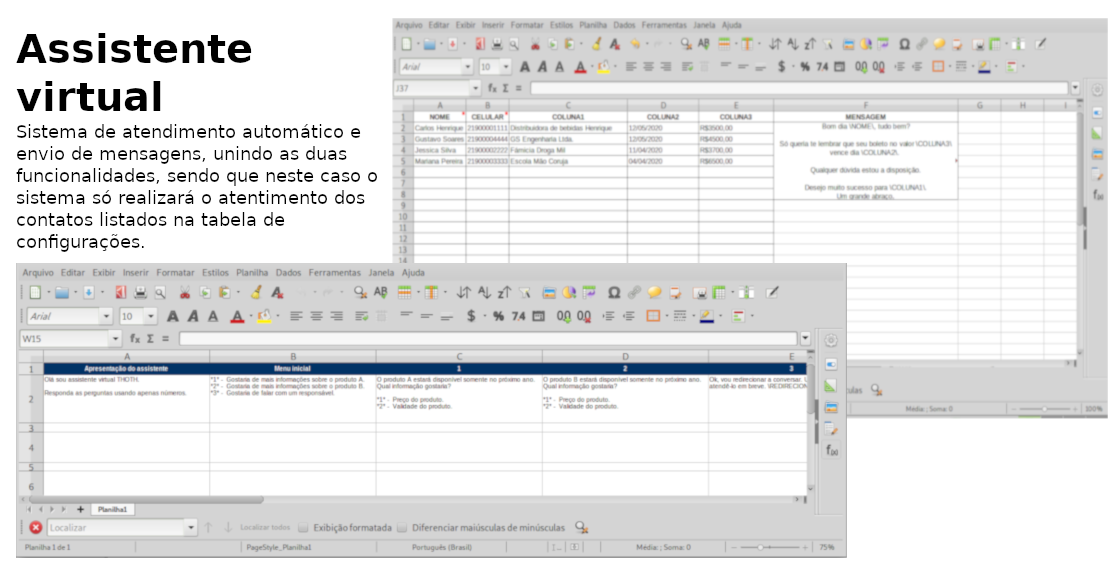 Assistente
virtual
Sistema de atendimento automático e
envio de mensagens, unindo as duas
funcionalidades, sendo que neste caso o
sistema só realizará o atentimento dos
contatos listados na tabela de
configurações.
Arquivo Editar Exibir Inserir Formatar Estilos Planilha Dados Ferramentas Janela Ajuda
Arial 10
J37
A B C D E F G H I
1 NOME CELULAR COLUNA1 COLUNA2 COLUNA3 MENSAGEM
2 Carlos Henrique 21900001111 Distribuidora de bebidas Henrique 12/05/2020 R$3500,00
3 Gustavo Soares 21900004444 GS Engenharia Ltda. 12/05/2020 R$4500,00
4 Jessica Silva 21900002222 Fámicia Droga Mil 11/04/2020 R$3700,00
5 Mariana Pereira 21900003333 Escola Mão Coruja 04/04/2020 R$6500,00
Bom dia \NOME\, tudo bem?
Só queria te lembrar que seu boleto no valor \COLUNA3\
vence dia \COLUNA2\.
Qualquer dúvida estou a disposição.
Desejo muito sucesso para \COLUNA1\.
Um grande abraço.
6
7
8
9
10
11
12
13
14
Média: ; Soma: 0 100%
Arquivo Editar Exibir Inserir Formatar Estilos Planilha Dados Ferramentas Janela Ajuda
Arial 10
W15
A B C D E
1 Apresentação do assistente Menu inicial 1 2 3
2
Olá sou assistente virtual THOTH.
Responda as perguntas usando apenas números.
*1* - Gostaria de mais informações sobre o produto A.
*2* - Gostaria de mais informações sobre o produto B.
*3* - Gostaria de falar com um responsável.
O produto A estará disponível somente no próximo ano.
Qual informação gostaria?
*1* - Preço do produto.
*2* - Validade do produto.
O produto B estará disponível somente no próximo ano.
Qual informação gostaria?
*1* - Preço do produto.
*2* - Validade do produto.
Ok, vou redirecionar a conversar.
atendê-lo em breve. \REDIRECION
3
4
5
6
Planilha1
Localizar Localizar todos Exibição formatada Diferenciar maiúsculas de minúsculas
Planilha 1 de 1 PageStyle_Planilha1 Português (Brasil) Média: ; Soma: 0 75%